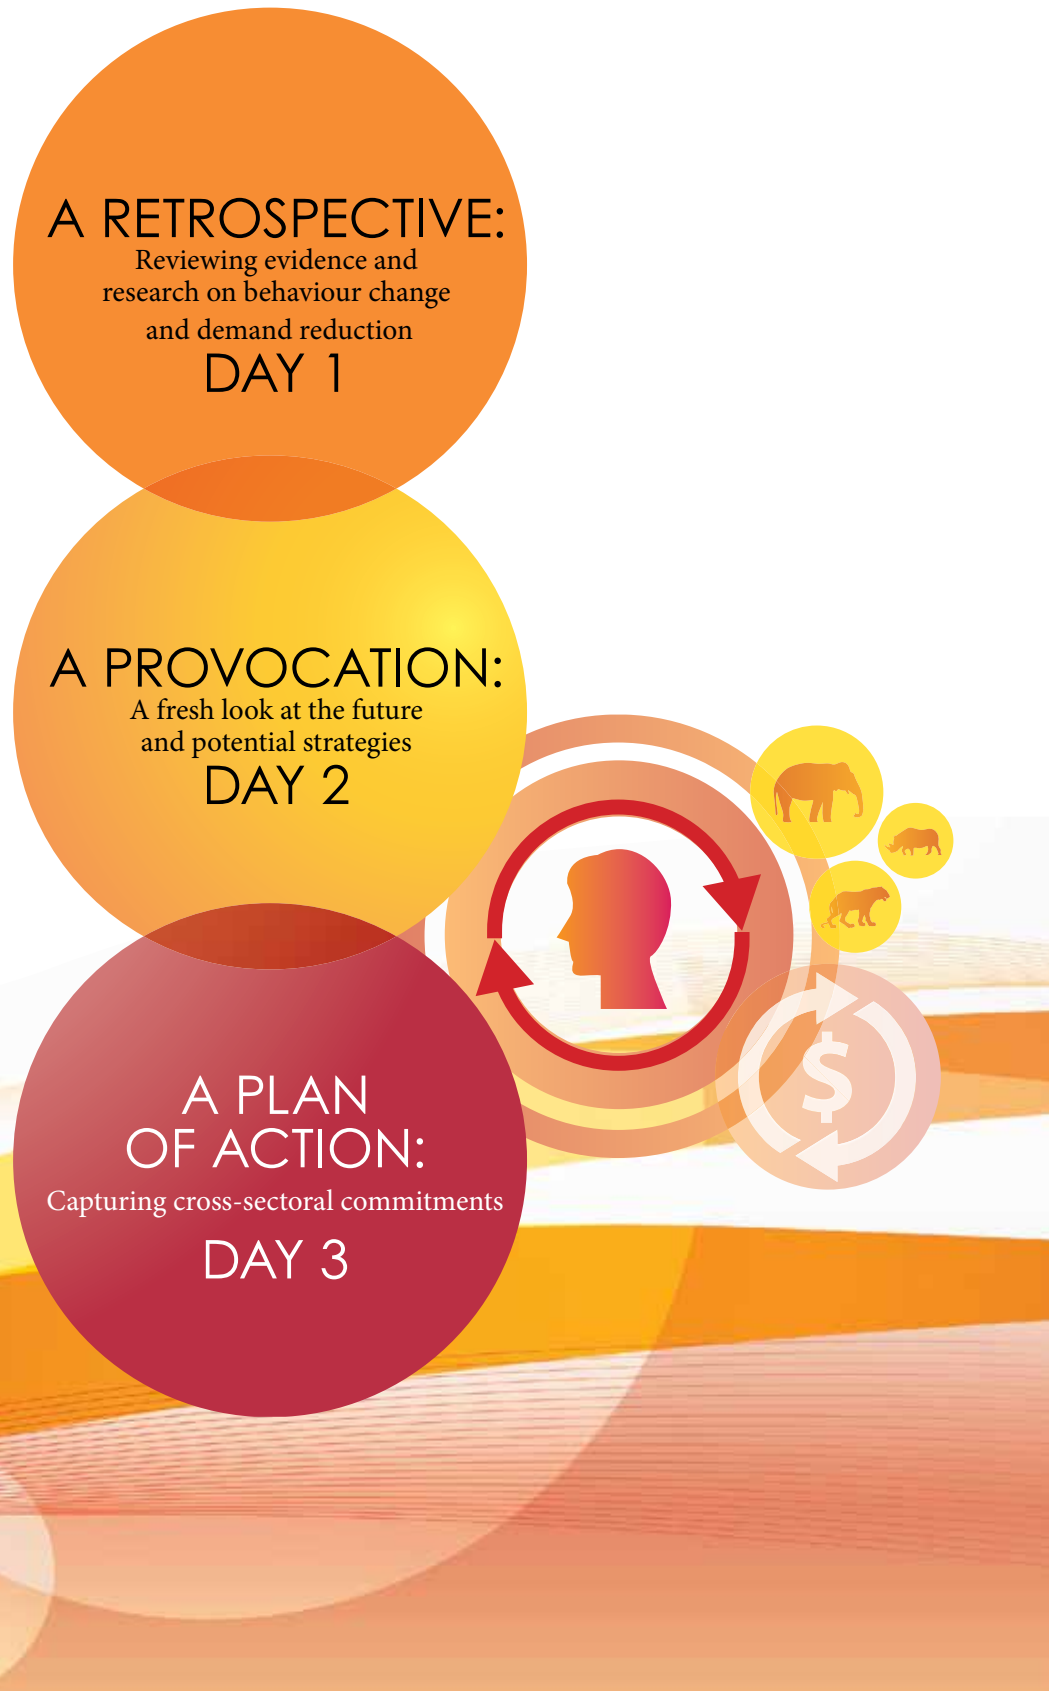 A RETROSPECTIVE:
Reviewing evidence and
research on behaviour change
and demand reduction
DAY 1
A PROVOCATION:
A fresh look at the future
and potential strategies
DAY 2
A PLAN
OF ACTION:
Capturing cross-sectoral commitments
DAY 3
$